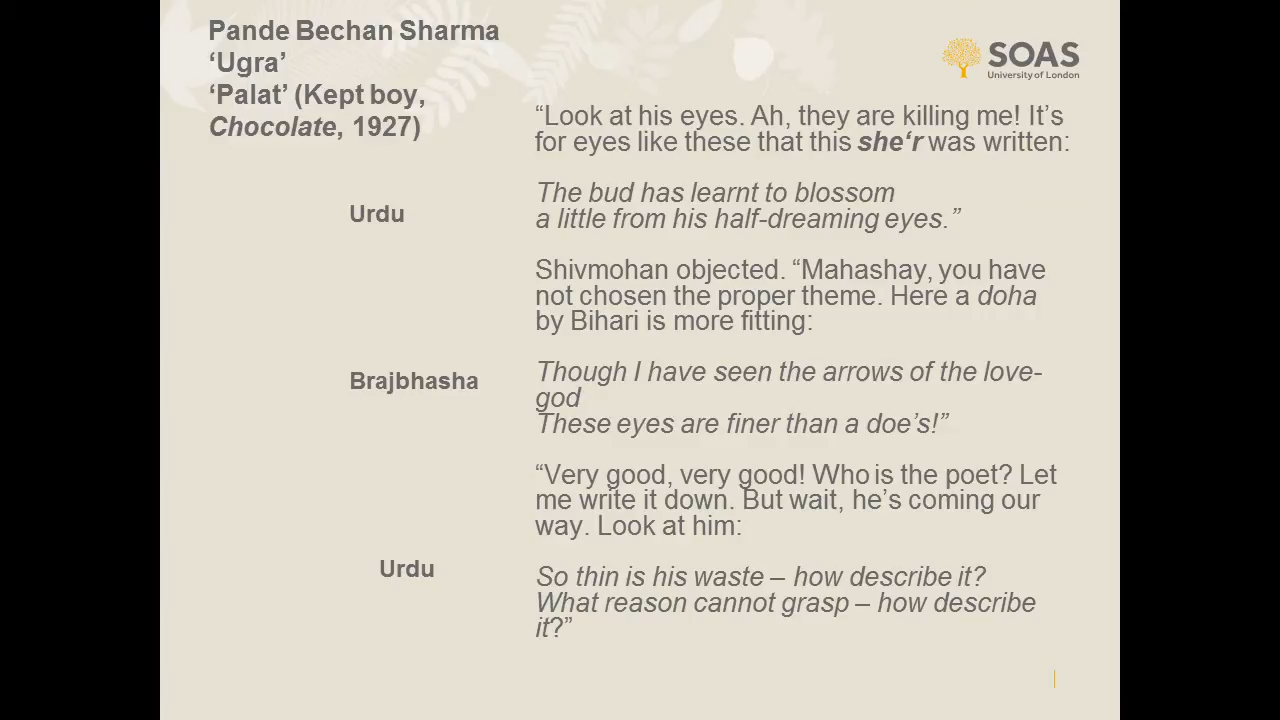 Pande Bechan Sharma
‘Ugra’
‘Palat’ (Kept boy,
Chocolate, 1927)
SOAS
University of London
“Look at his eyes. Ah, they are killing me! It’s
for eyes like these that this she‘r was written:
Urdu
The bud has learnt to blossom
a little from his half-dreaming eyes.”
Shivmohan objected. “Mahashay, you have
not chosen the proper theme. Here a doha
by Bihari is more fitting:
Brajbhasha
Though I have seen the arrows of the love-
god
These eyes are finer than a doe’s!”
“Very good, very good! Who is the poet? Let
me write it down. But wait, he’s coming our
way. Look at him:
Urdu
So thin is his waste – how describe it?
What reason cannot grasp – how describe
it?”